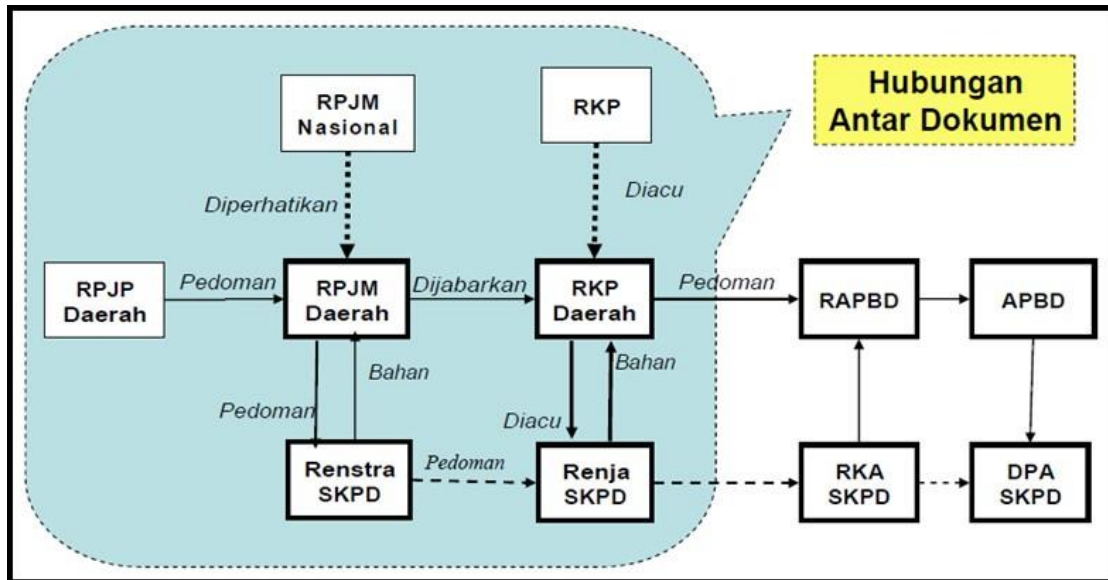 Hubungan
Antar Dokumen
RPJM
Nasional
RKP
Diperhatikan
Diacu
RPJP
Daerah
Pedoman
RPJM
Daerah
Dijabarkan
RKP
Daerah
Pedoman
RAPBD
APBD
Pedoman
Bahan
Diacu
Bahan
Renstra
SKPD
Pedoman
Renja
SKPD
RKA
SKPD
DPA
SKPD